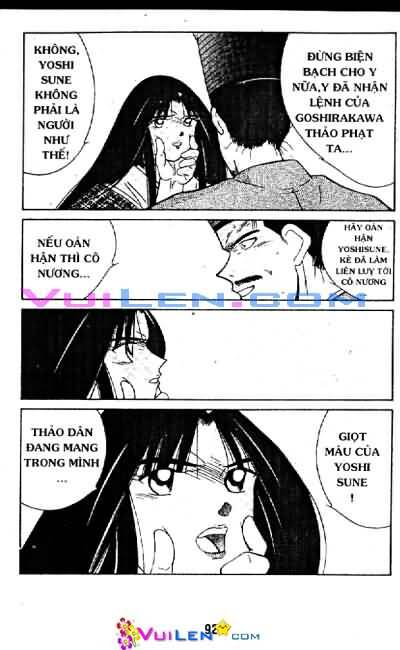 KHÔNG,
YOSHI
SUNE
KHÔNG
PHẢI LÀ
NGƯỜI
NHƯ
THẾ!
ĐỪNG BIỆN
BẠCH CHO Y
NỮA,Y ĐÃ NHẬN
LỆNH CỦA
GOSHIRAKAWA
THẢO PHẠT
TA...
NẾU OÁN
HẬN THÌ CÔ
NƯƠNG...
HÃY OÁN
HẬN
YOSHISUNE.
KẺ ĐÃ LÀM
LIÊN LỤY TỚI
CÔ NƯƠNG
VUILEN.COM
THẢO DÂN
ĐANG MANG
TRONG MÌNH
...
GIỌT
MÁU CỦA
YOSHI
SUNE
!
92
VUILEN.COM